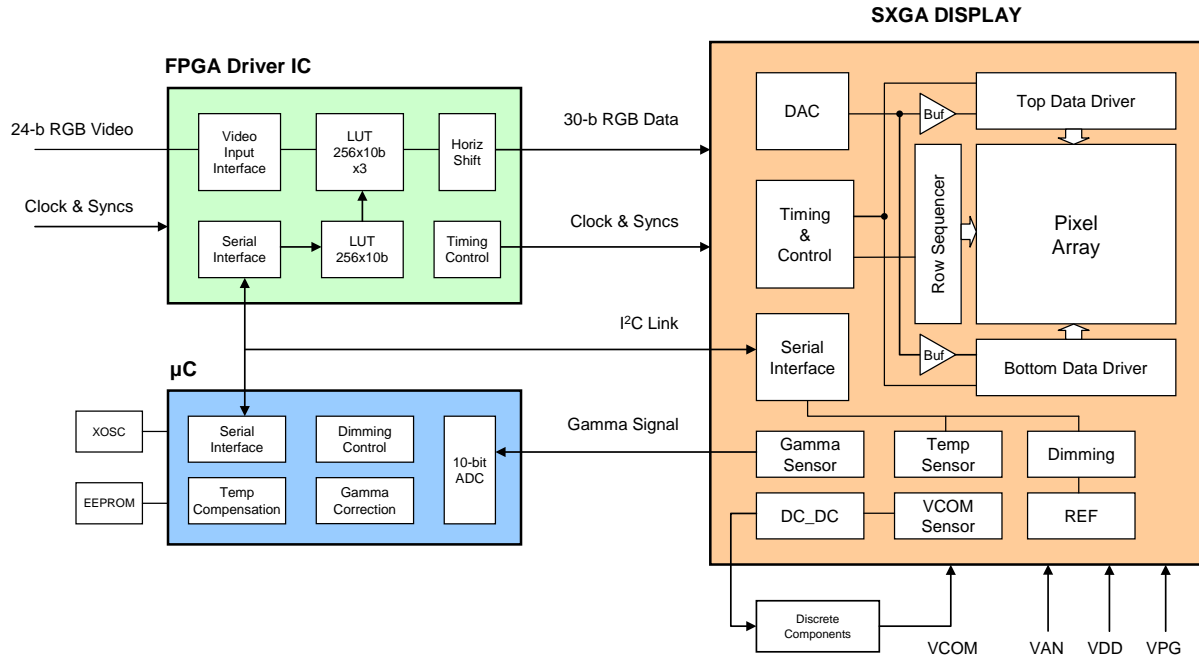 SXGA DISPLAY
FPGA Driver IC
24-b RGB Video
Video
Input
Interface
LUT
256x10b
x3
Horiz
Shift
30-b RGB Data
Clock & Syncs
Serial
Interface
LUT
256x10b
Timing
Control
Clock & Syncs
DAC
Buf
Top Data Driver
Timing
&
Control
Row Sequencer
Pixel
Array
I²C Link
Serial
Interface
Buf
Bottom Data Driver
µC
XOSC
EEPROM
Serial
Interface
Dimming
Control
10-bit
ADC
Temp
Compensation
Gamma
Correction
Gamma Signal
Gamma
Sensor
Temp
Sensor
Dimming
DC_DC
VCOM
Sensor
REF
Discrete
Components
VCOM
VAN
VDD
VPG